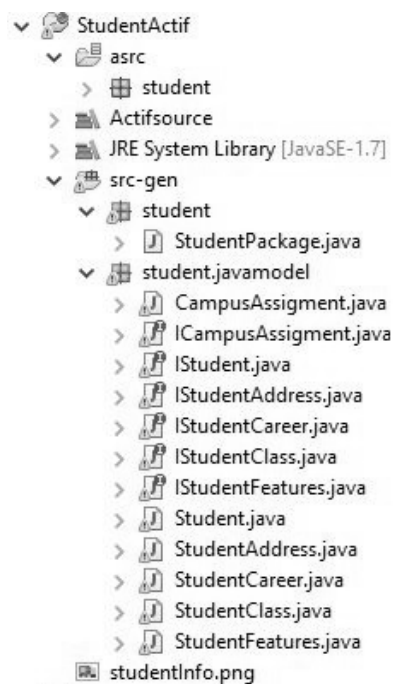 StudentActif
asrc
student
Actifsource
JRE System Library [JavaSE-1.7]
src-gen
student
StudentPackage.java
student.javamodel
CampusAssigment.java
ICampusAssigment.java
IStudent.java
IStudentAddress.java
IStudentCareer.java
IStudentClass.java
IStudentFeatures.java
Student.java
StudentAddress.java
StudentCareer.java
StudentClass.java
StudentFeatures.java
studentInfo.png